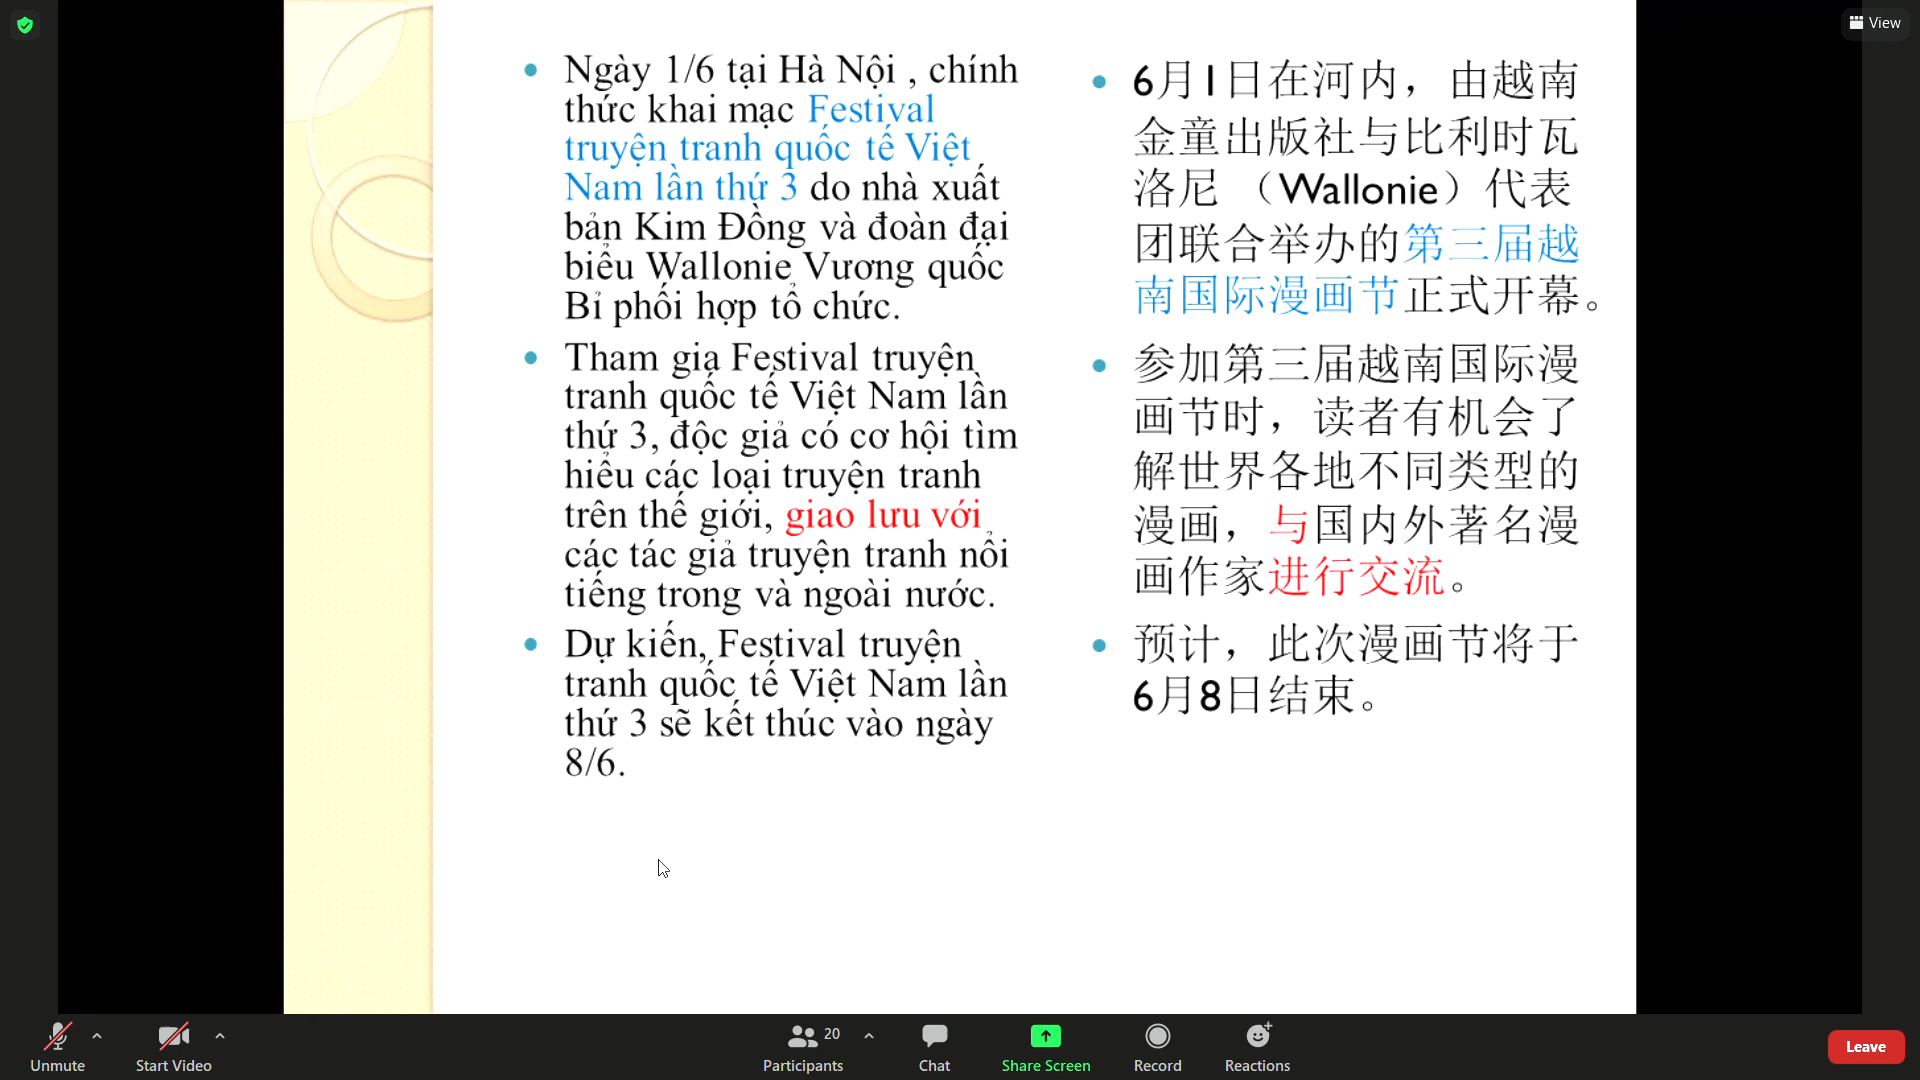 View
Ngày 1/6 tại Hà Nội , chính
thức khai mạc Festival
truyện tranh quốc tế Việt
Nam lần thứ 3 do nhà xuất
bản Kim Đồng và đoàn đại
biểu Wallonie Vương quốc
Bỉ phối hợp tổ chức.
Tham gia Festival truyện
tranh quốc tế Việt Nam lần
thứ 3, độc giả có cơ hội tìm
hiểu các loại truyện tranh
trên thế giới, giao lưu với
các tác giả truyện tranh nổi
tiếng trong và ngoài nước.
Dự kiến, Festival truyện
tranh quốc tế Việt Nam lần
thứ 3 sẽ kết thúc vào ngày
8/6.
6月1日在河内，由越南
金童出版社与比利时瓦
洛尼 （Wallonie）代表
团联合举办的第三届越
南国际漫画节正式开幕。
参加第三届越南国际漫
画节时，读者有机会了
解世界各地不同类型的
漫画，与国内外著名漫
画作家进行交流。
预计，此次漫画节将于
6月8日结束。
Unmute
Start Video
20
Participants
Chat
Share Screen
Record
Reactions
Leave